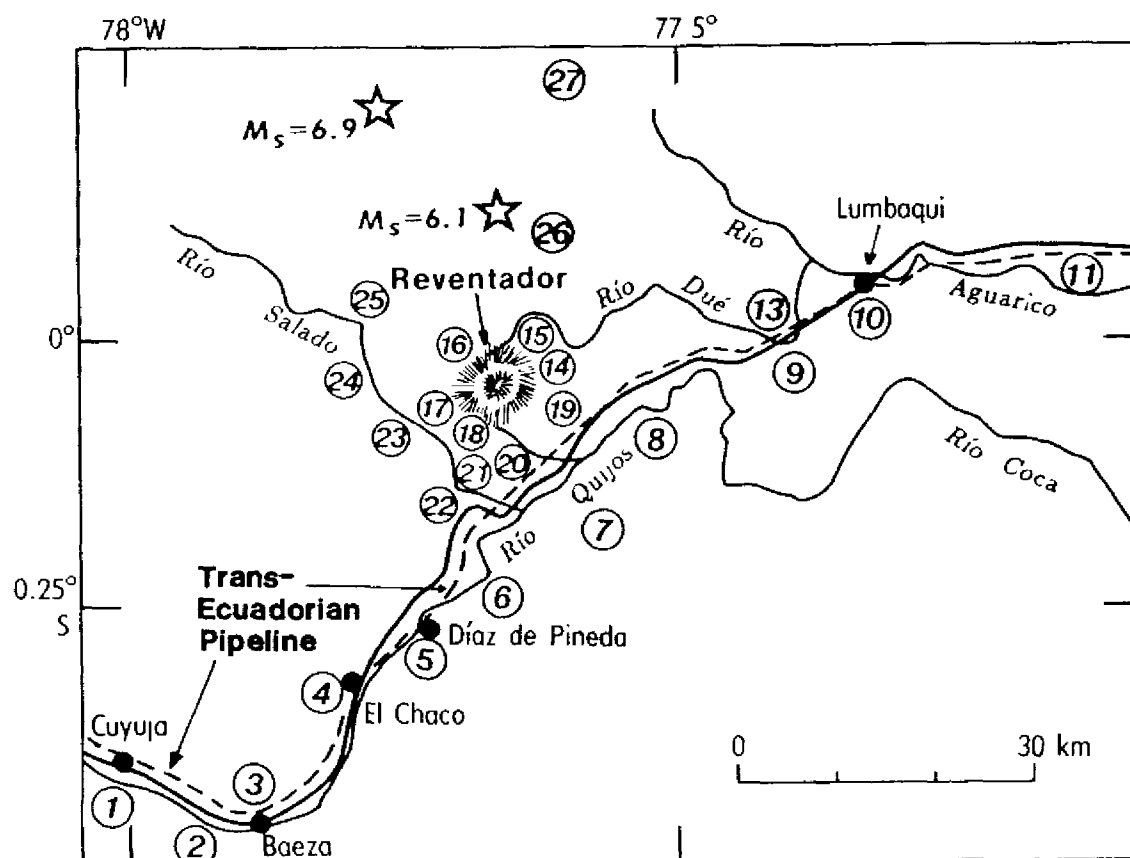 78°W
77 5°
27
Ms=6.9
Ms=6.1
26
Lumbaqui
Río
Reventador
Río
Salado
25
Río
Dué
13
11
Aguarico
10
0°
16
15
14
24
9
17
19
18
8
23
21
20
Río Coca
22
Quijos
7
Río
0.25°
S
Trans-
Ecuadorian
Pipeline
6
Díaz de Pineda
5
4
El Chaco
Cuyuja
0
30 km
3
1
2
Baeza